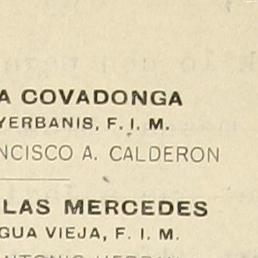 A COVADONGA
YERBANIS, F. I. M.
NCISCO A. CALDERON
LAS MERCEDES
GUA VIEJA, F. I. M.